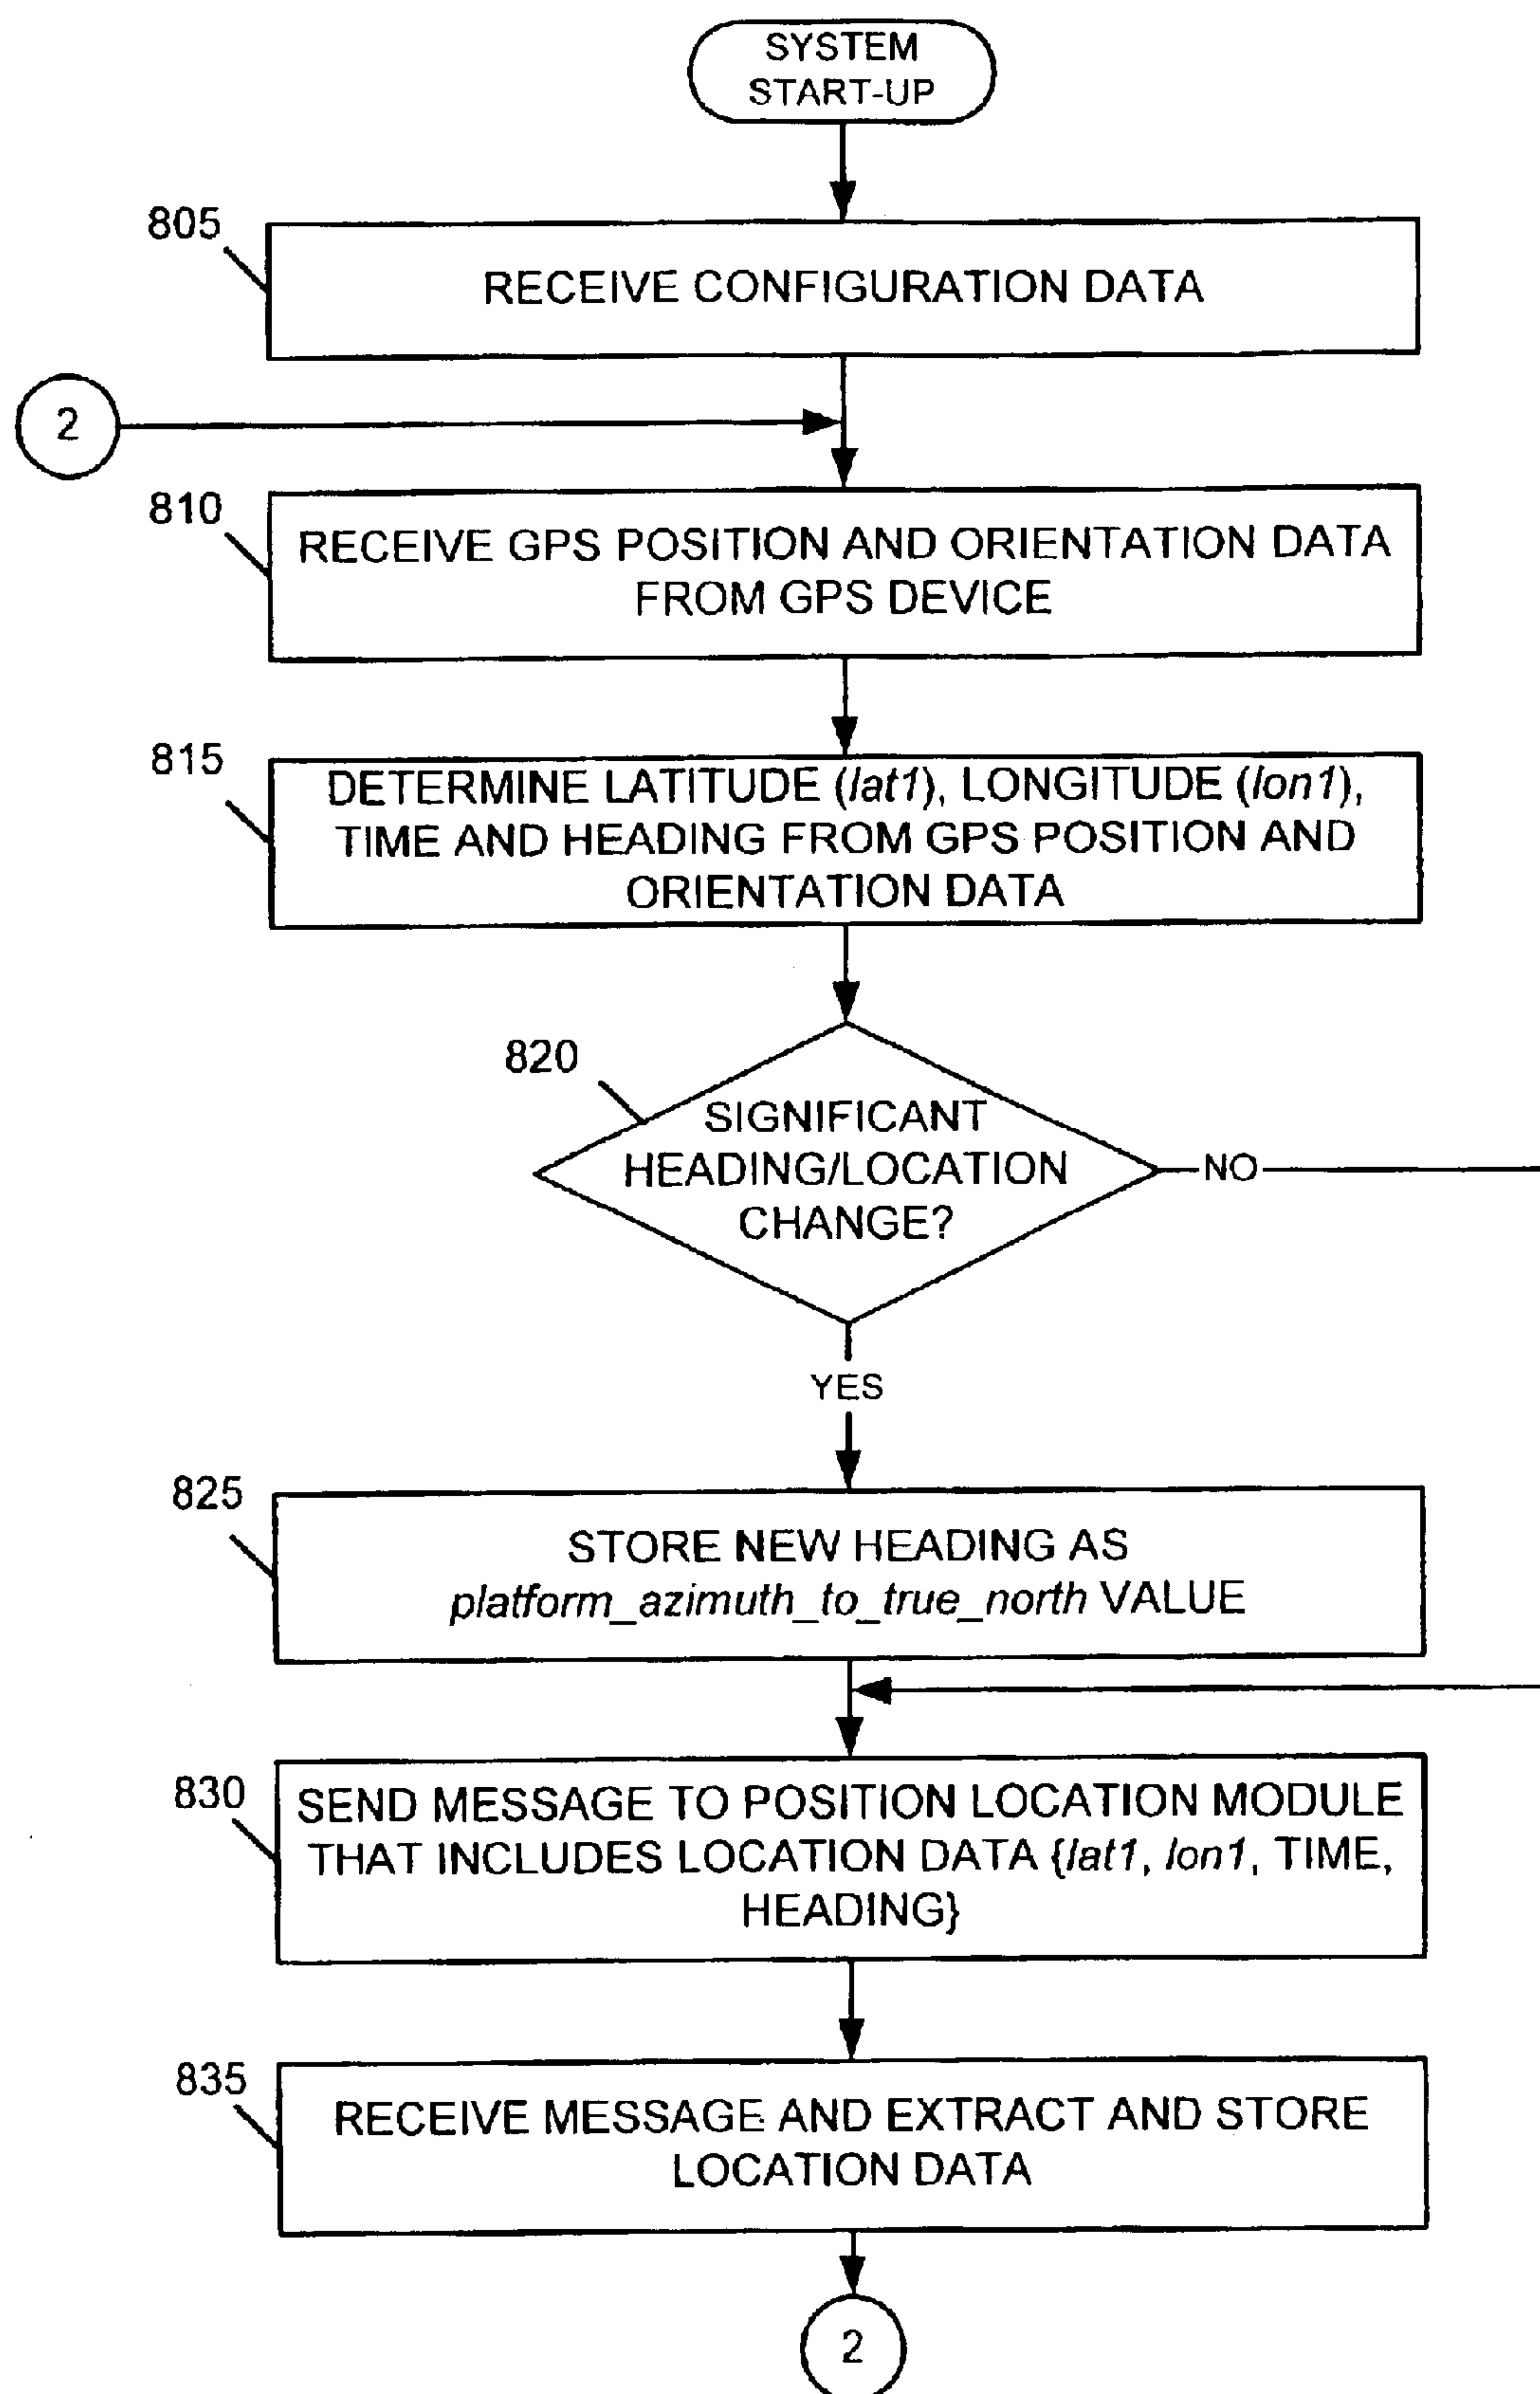 SYSTEM
START-UP
805
RECEIVE CONFIGURATION DATA
2
810
RECEIVE GPS POSITION AND ORIENTATION DATA
FROM GPS DEVICE
815
DETERMINE LATITUDE (lat1), LONGITUDE (lon1),
TIME AND HEADING FROM GPS POSITION AND
ORIENTATION DATA
820
SIGNIFICANT
HEADING/LOCATION
CHANGE?
NO
YES
825
STORE NEW HEADING AS
platform_azimuth_to_true_north VALUE
830
SEND MESSAGE TO POSITION LOCATION MODULE
THAT INCLUDES LOCATION DATA {lat1, lon1, TIME,
HEADING}
835
RECEIVE MESSAGE AND EXTRACT AND STORE
LOCATION DATA
2